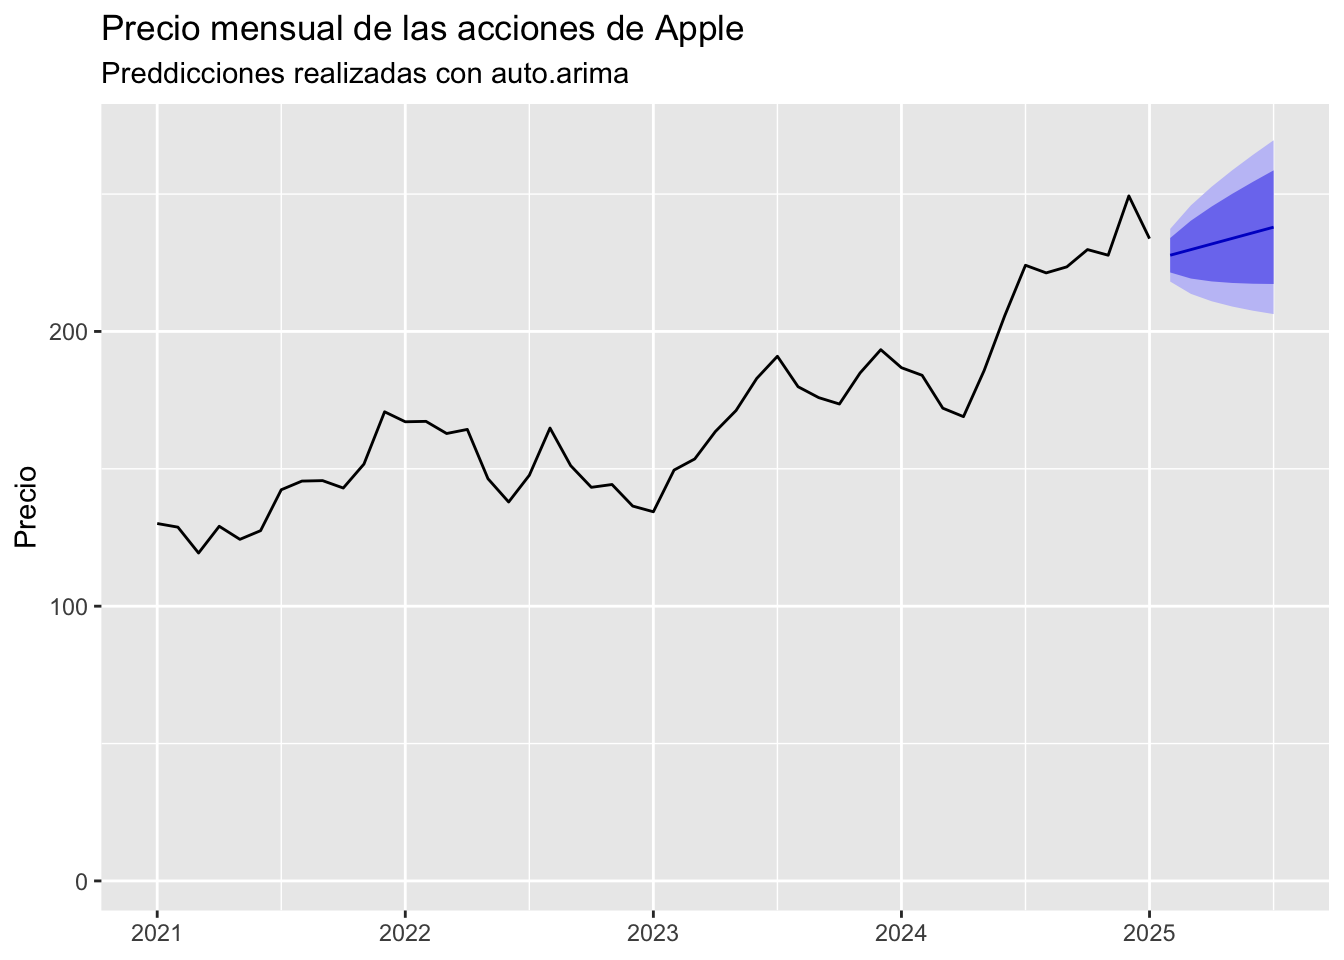 Precio mensual de las acciones de Apple
Preddicciones realizadas con auto.arima
Precio
200
100
0
2021
2022
2023
2024
2025